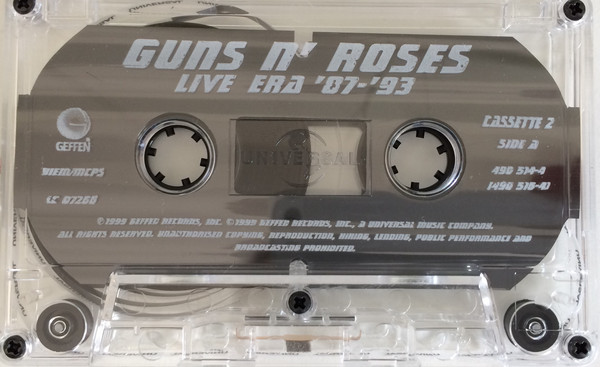 GUNS N' ROSES
LIVE ERA '87-'93
CASSETTE 2
SIDE A
GEFFEN
UNIVERSAL
BIEM/MCPS
490 514-4
(490 516-4)
LC 07266
℗1999 GEFFEN RECORDS, INC. ©1999 GEFFEN RECORDS, INC., A UNIVERSAL MUSIC COMPANY.
ALL RIGHTS RESERVED. UNAUTHORISED COPYING, REPRODUCTION, HIRING, LENDING, PUBLIC PERFORMANCE AND
BROADCASTING PROHIBITED.